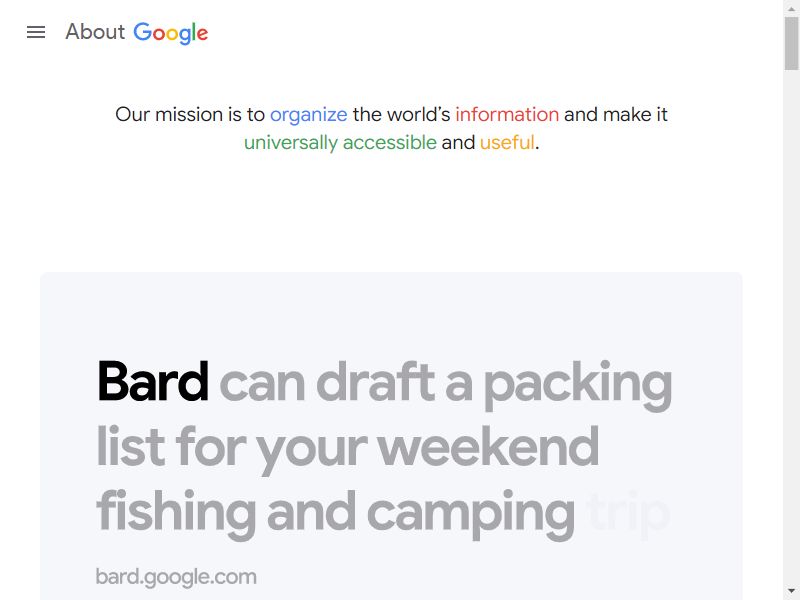 About Google
Our mission is to organize the world's information and make it
universally accessible and useful.
Bard can draft a packing
list for your weekend
fishing and camping trip
bard.google.com